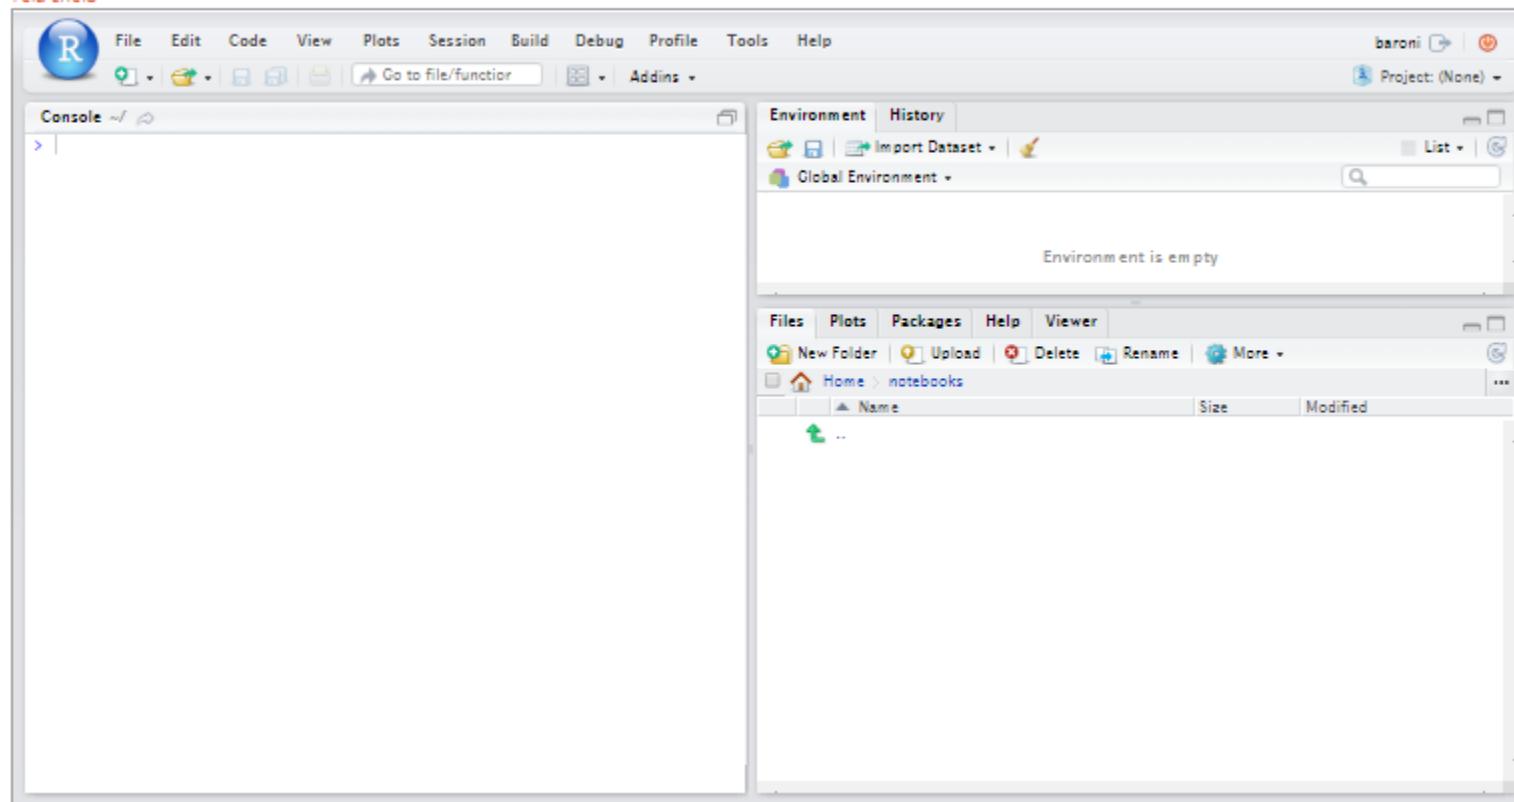 R
File Edit Code View Plots Session Build Debug Profile Tools Help
baroni
Go to file/functior
Addins
Project: (None)
Console ~/
>
Environment History
Import Dataset
List
Global Environment
Environment is empty
Files Plots Packages Help Viewer
New Folder Upload Delete Rename More
Home notebooks
...
Name Size Modified
..